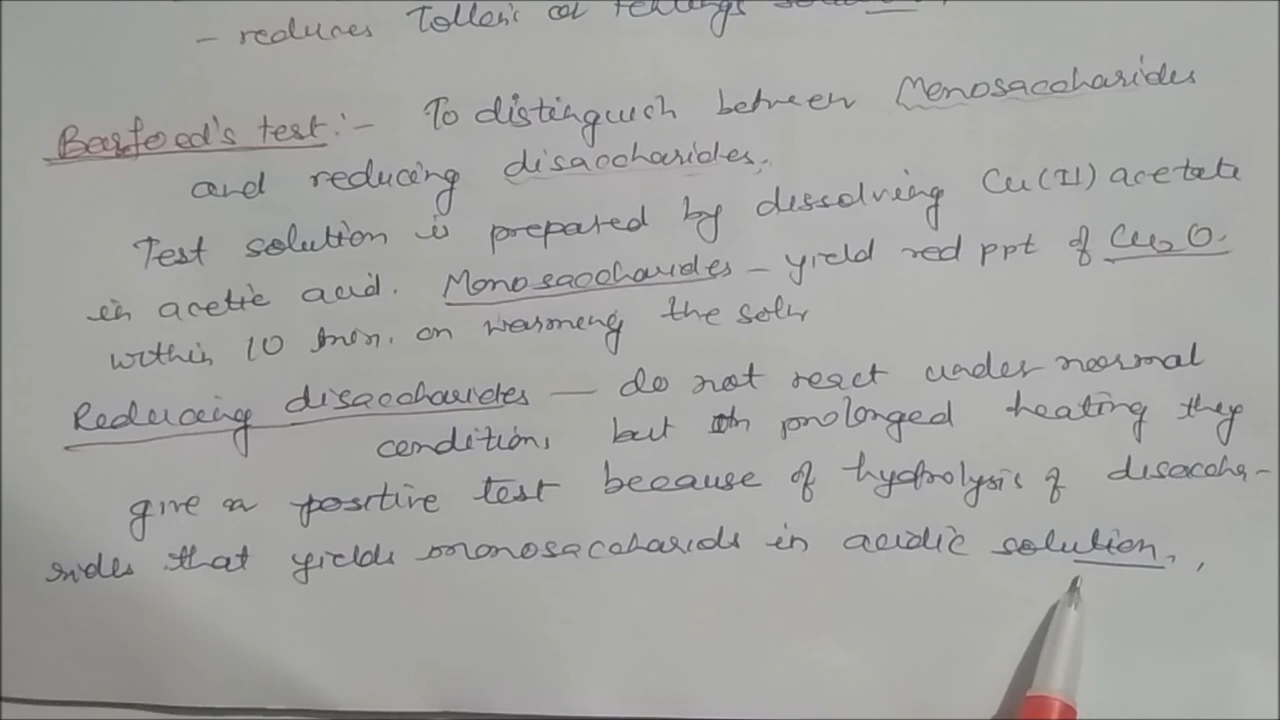 - reduces Tollen's or Fehling's
Barfoed's test:- To distinguish between Monosaccharides
and reducing disaccharides.
Test solution is prepared by dissolving Cu(II) acetate
in acetic acid. Monosaccharides - yield red ppt of Cu2O.
within 10 min. on warming the soln
Reducing disaccharides - do not react under normal
condition, but on prolonged heating they
give a positive test because of hydrolysis of disaccha-
rides that yields monosaccharids in acidic solution,,